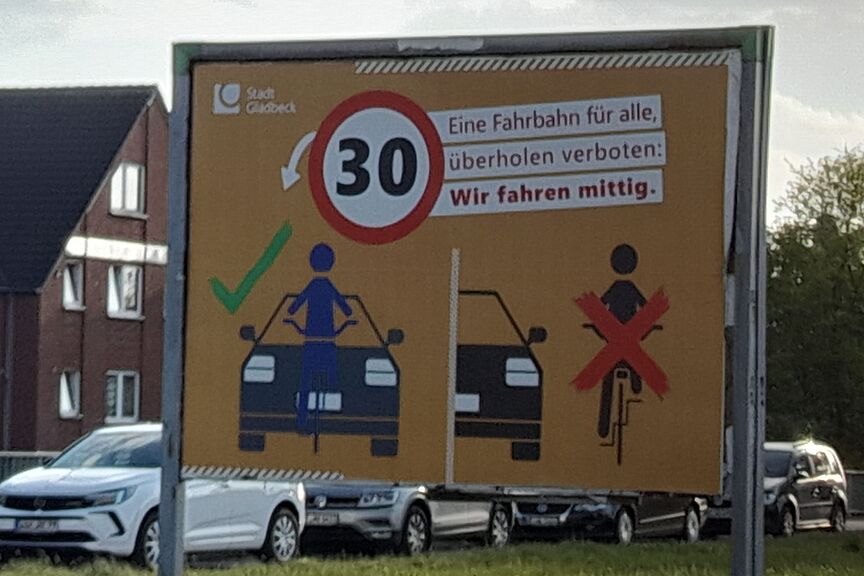 Stadt
Gladbeck
30
Eine Fahrbahn für alle,
überholen verboten:
Wir fahren mittig.